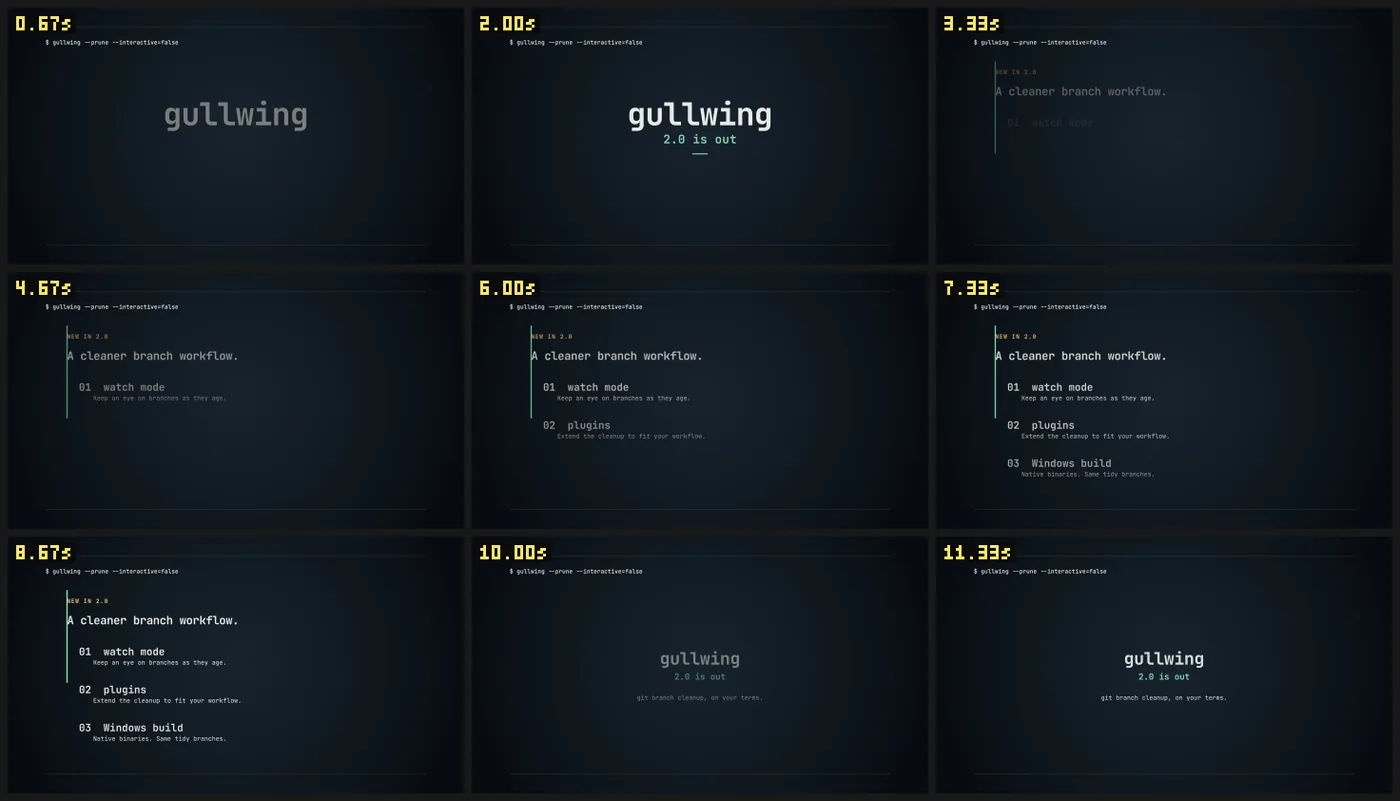 0.67s
$ gullwing --prune --interactive=false
gullwing
2.00s
$ gullwing --prune --interactive=false
gullwing
2.0 is out
3.33s
$ gullwing --prune --interactive=false
NEW IN 2.0
A cleaner branch workflow.
01 watch mode
4.67s
$ gullwing --prune --interactive=false
NEW IN 2.0
A cleaner branch workflow.
01 watch mode
Keep an eye on branches as they age.
6.00s
$ gullwing --prune --interactive=false
NEW IN 2.0
A cleaner branch workflow.
01 watch mode
Keep an eye on branches as they age.
02 plugins
Extend the cleanup to fit your workflow.
7.33s
$ gullwing --prune --interactive=false
NEW IN 2.0
A cleaner branch workflow.
01 watch mode
Keep an eye on branches as they age.
02 plugins
Extend the cleanup to fit your workflow.
03 Windows build
Native binaries. Same tidy branches.
8.67s
$ gullwing --prune --interactive=false
NEW IN 2.0
A cleaner branch workflow.
01 watch mode
Keep an eye on branches as they age.
02 plugins
Extend the cleanup to fit your workflow.
03 Windows build
Native binaries. Same tidy branches.
10.00s
$ gullwing --prune --interactive=false
gullwing
2.0 is out
git branch cleanup, on your terms.
11.33s
$ gullwing --prune --interactive=false
gullwing
2.0 is out
git branch cleanup, on your terms.